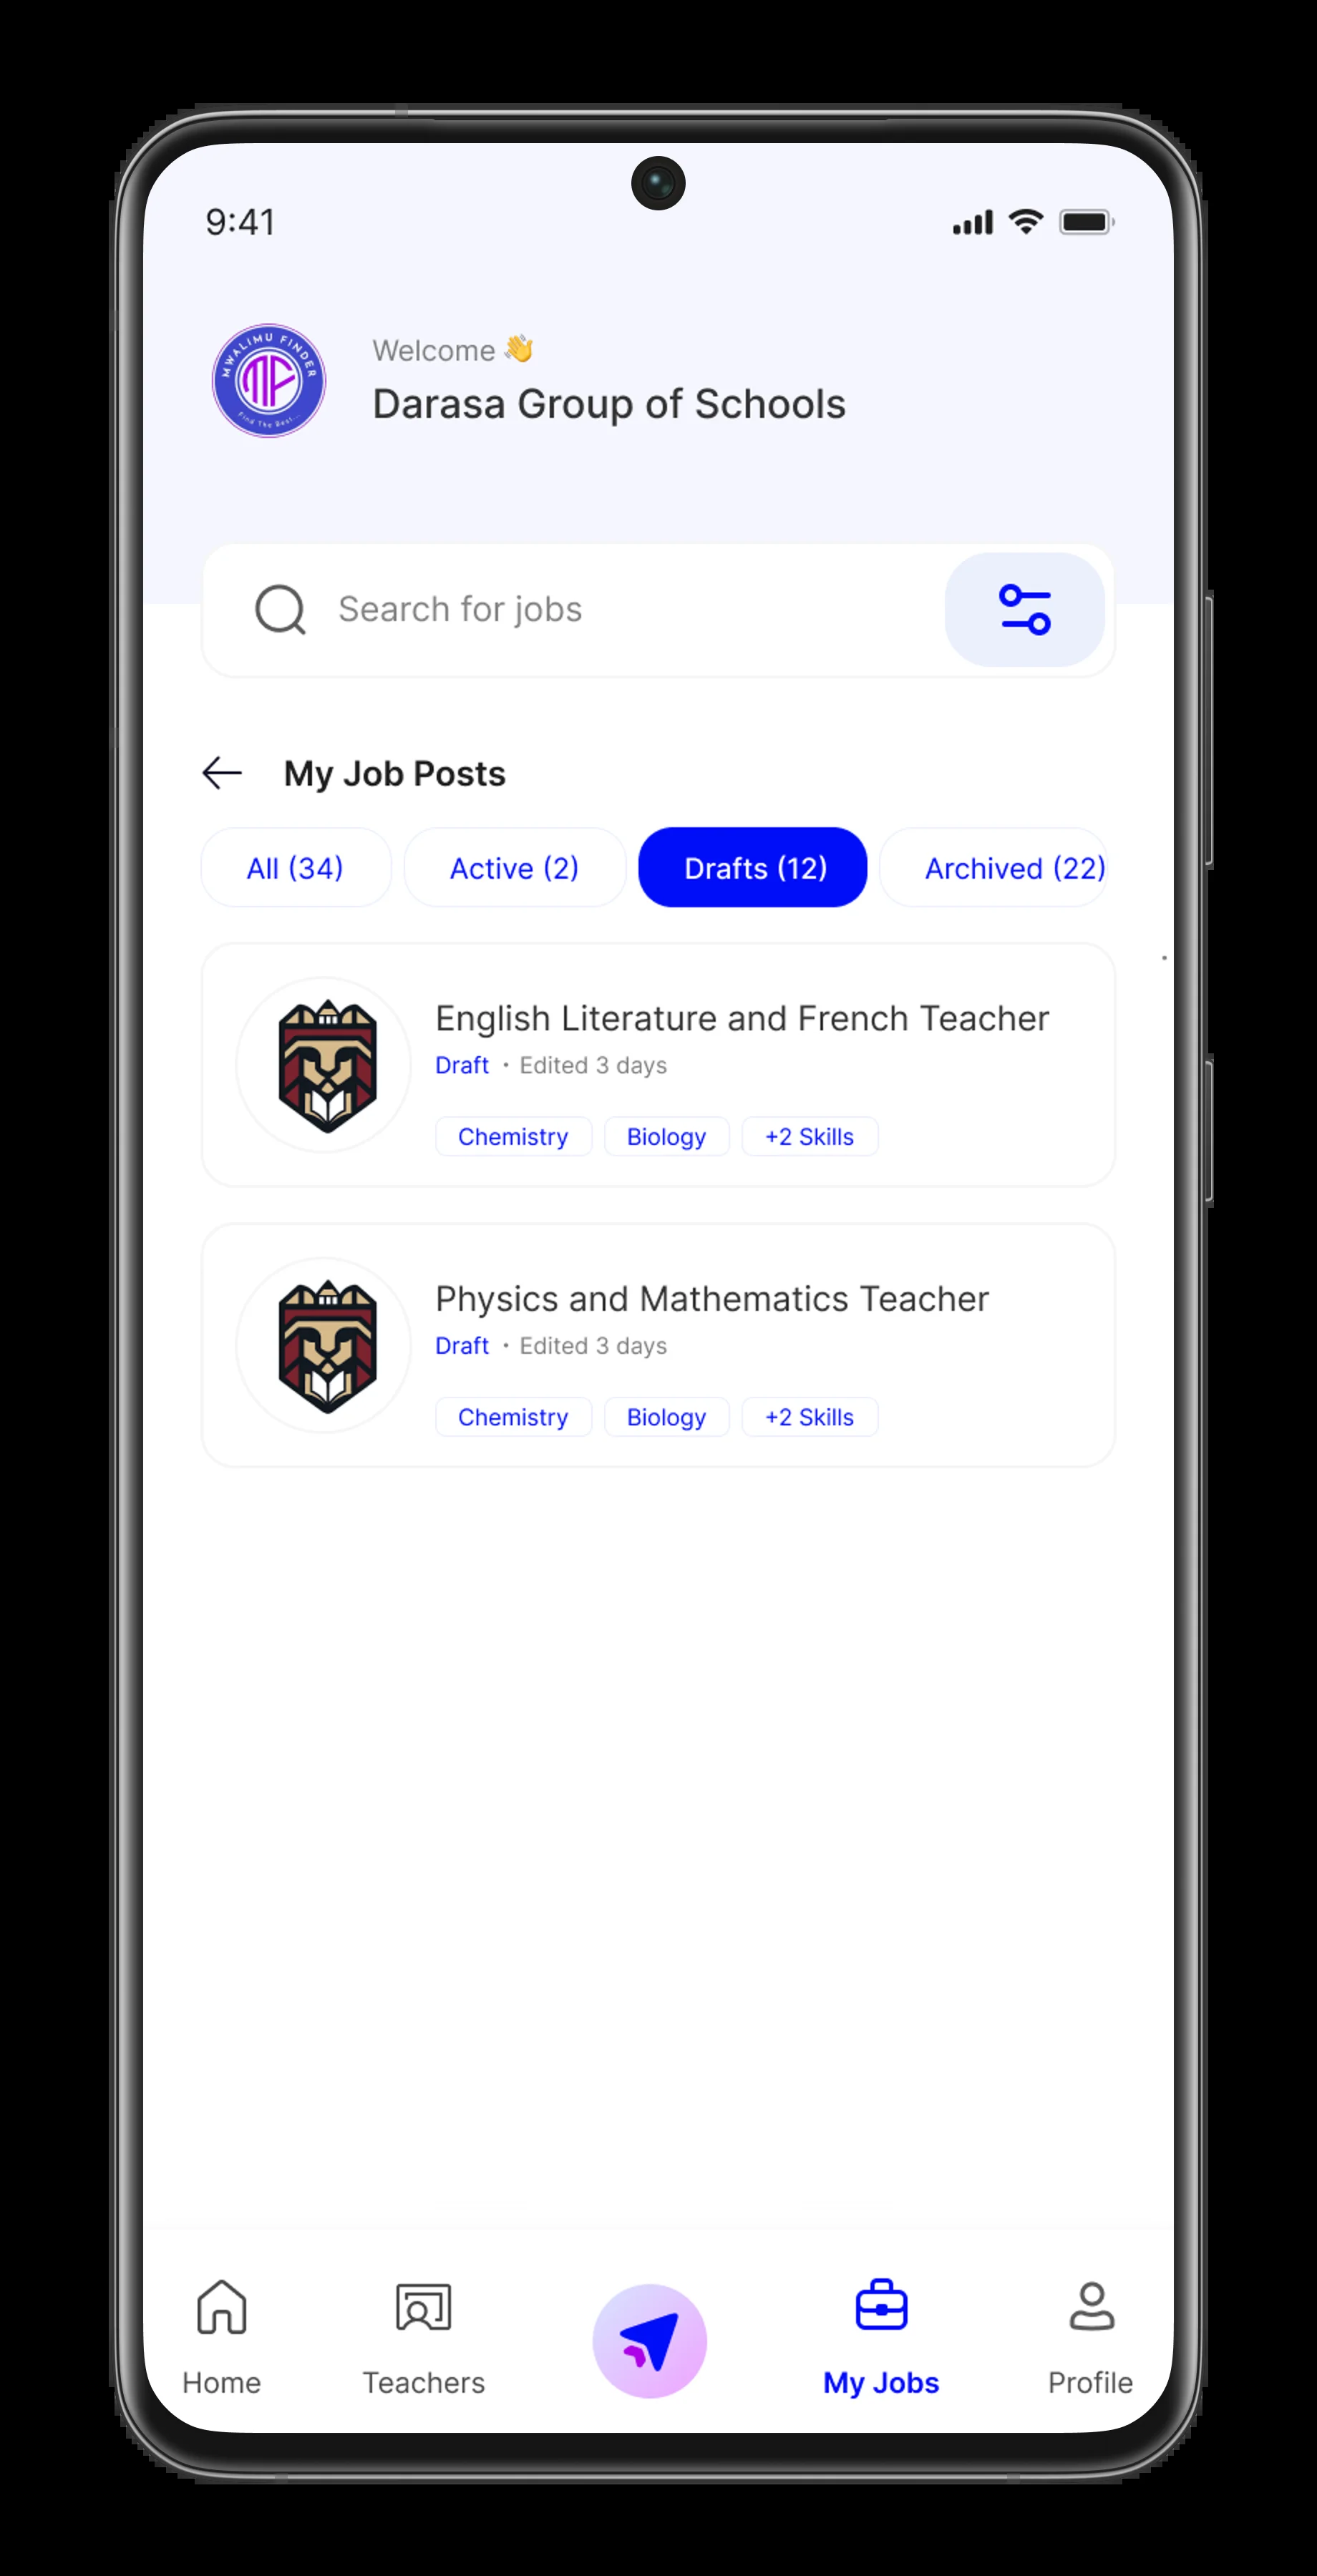 9:41
MWALIMU FINDER
Find The Best...
Welcome 👋
Darasa Group of Schools
Search for jobs
My Job Posts
All (34) Active (2) Drafts (12) Archived (22)
English Literature and French Teacher
Draft · Edited 3 days
Chemistry Biology +2 Skills
Physics and Mathematics Teacher
Draft · Edited 3 days
Chemistry Biology +2 Skills
Home Teachers My Jobs Profile